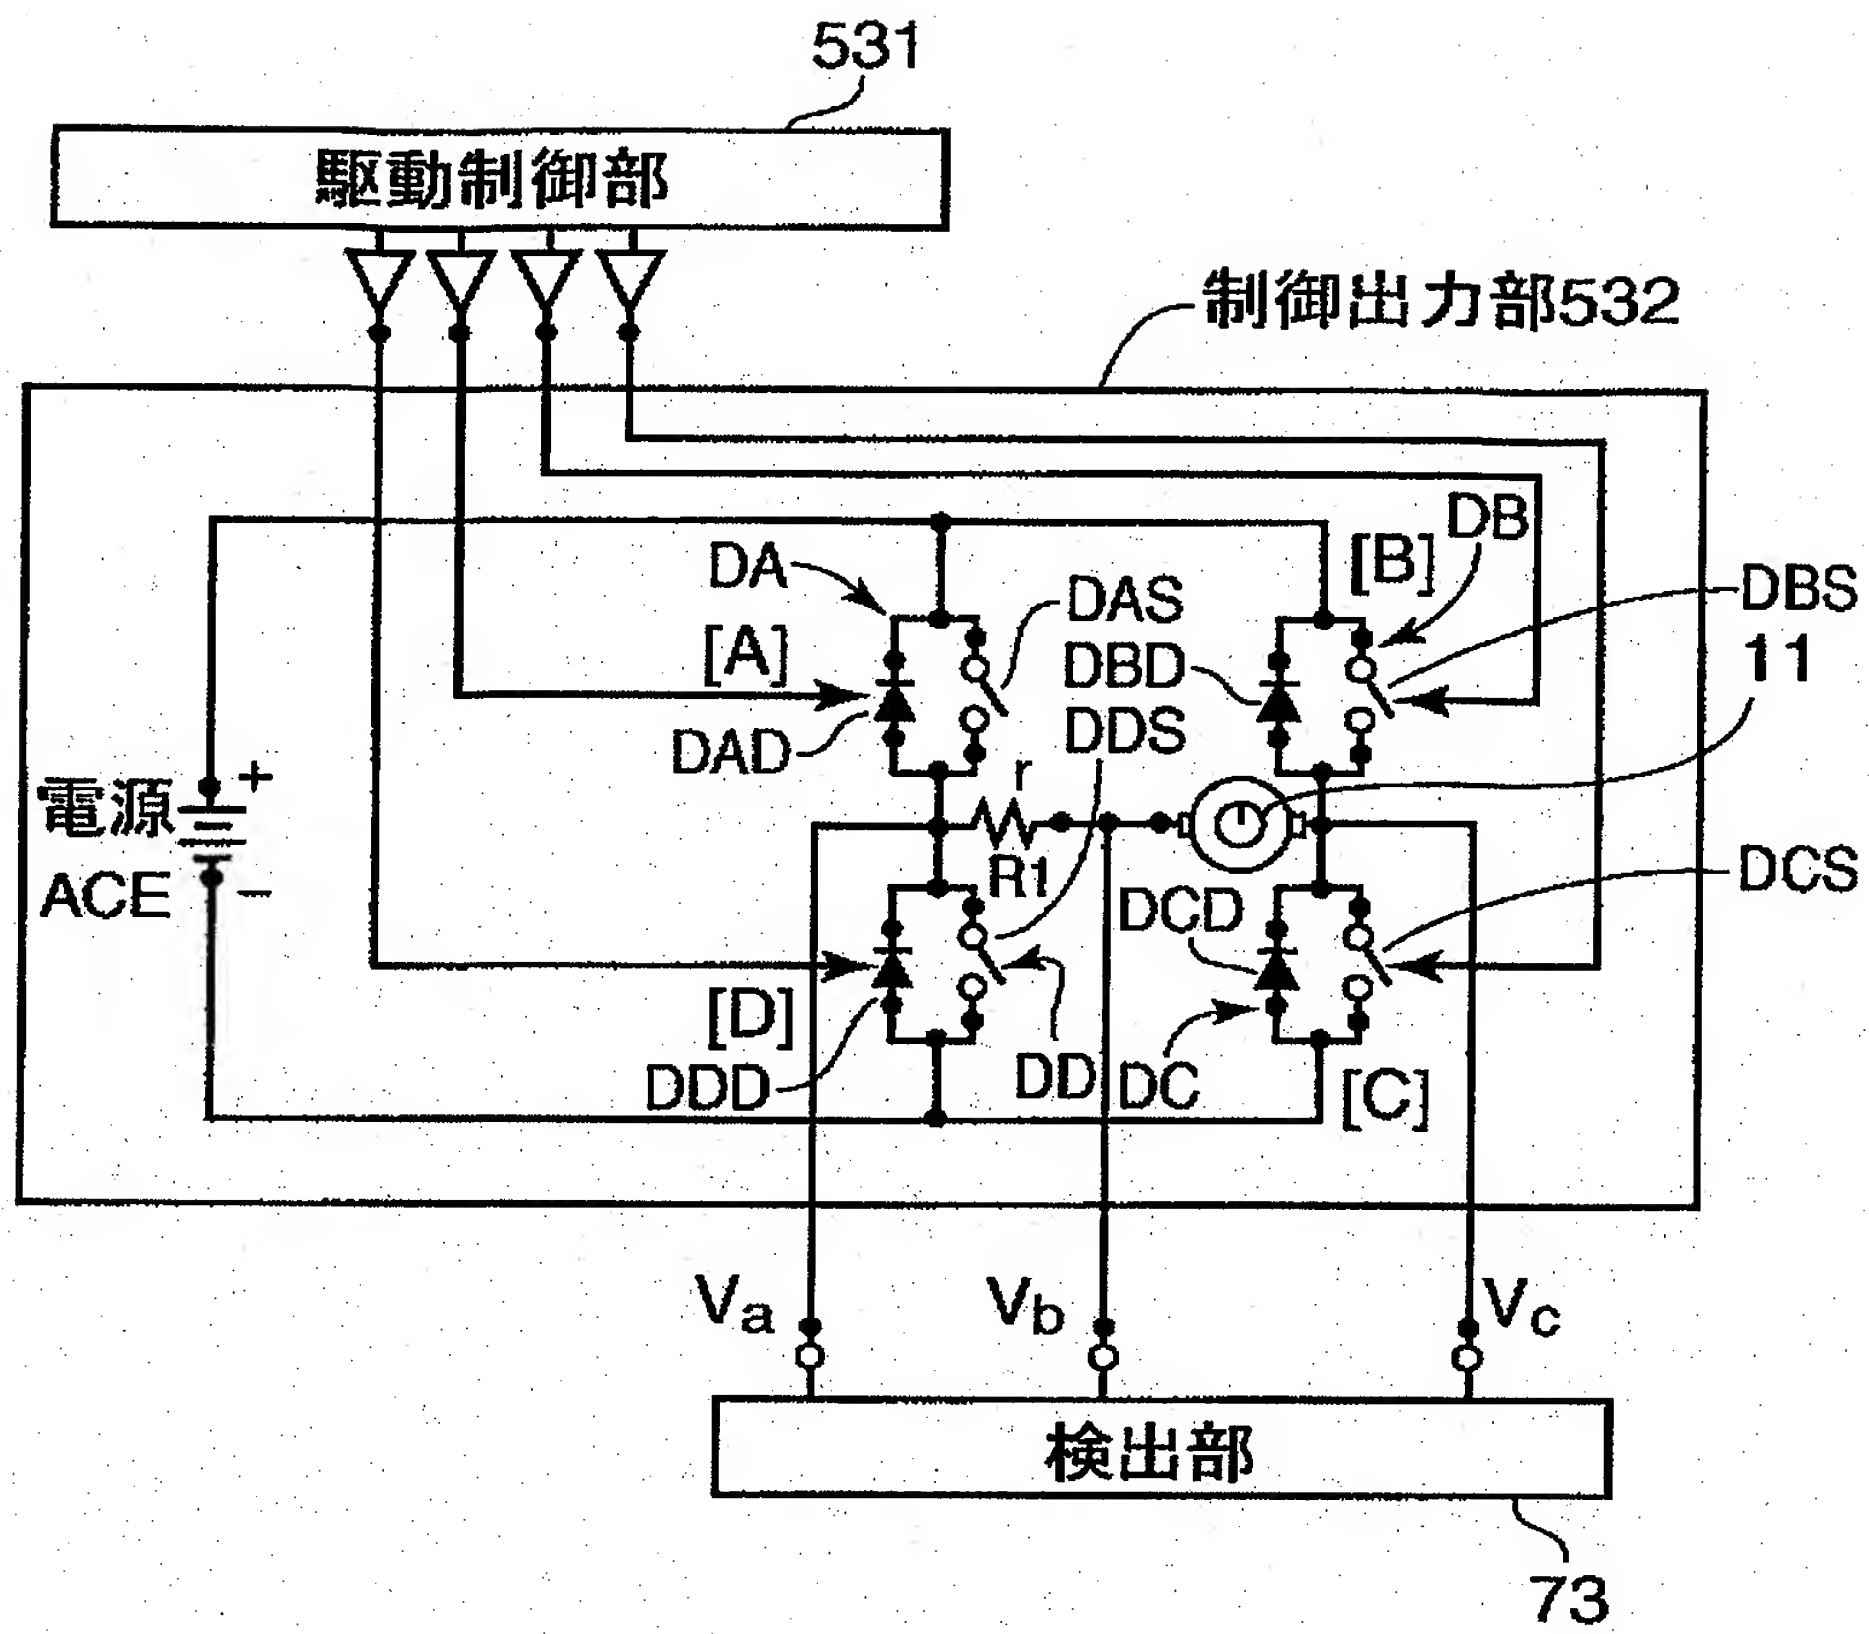 531
駆動制御部
制御出力部532
DA
DAS
[B]
DB
DBS
[A]
DBD
11
DAD
DDS
電源
+
r
ACE
−
R1
DCD
DCS
[D]
DDD
DD
DC
[C]
Va
Vb
Vc
検出部
73